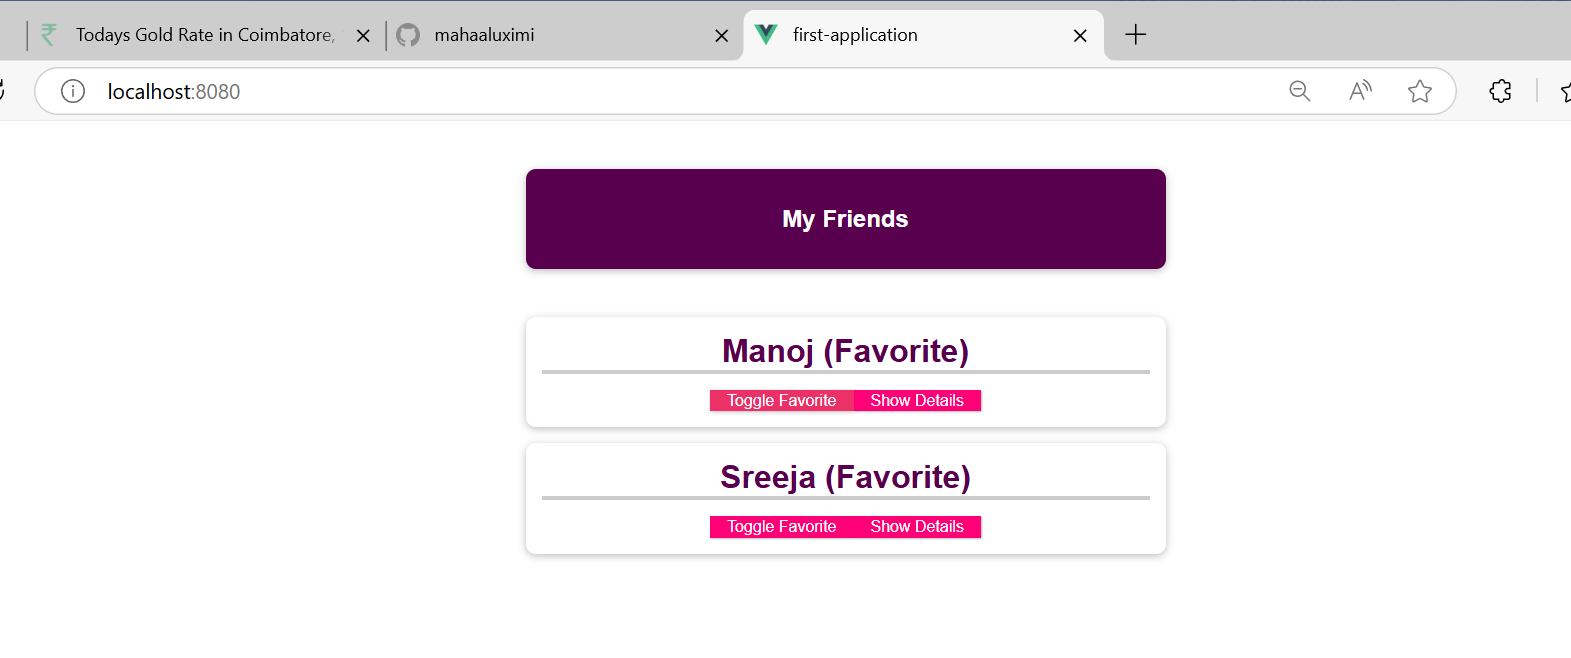 Todays Gold Rate in Coimbatore,
mahaaluximi
first-application
localhost:8080
My Friends
Manoj (Favorite)
Toggle Favorite Show Details
Sreeja (Favorite)
Toggle Favorite Show Details